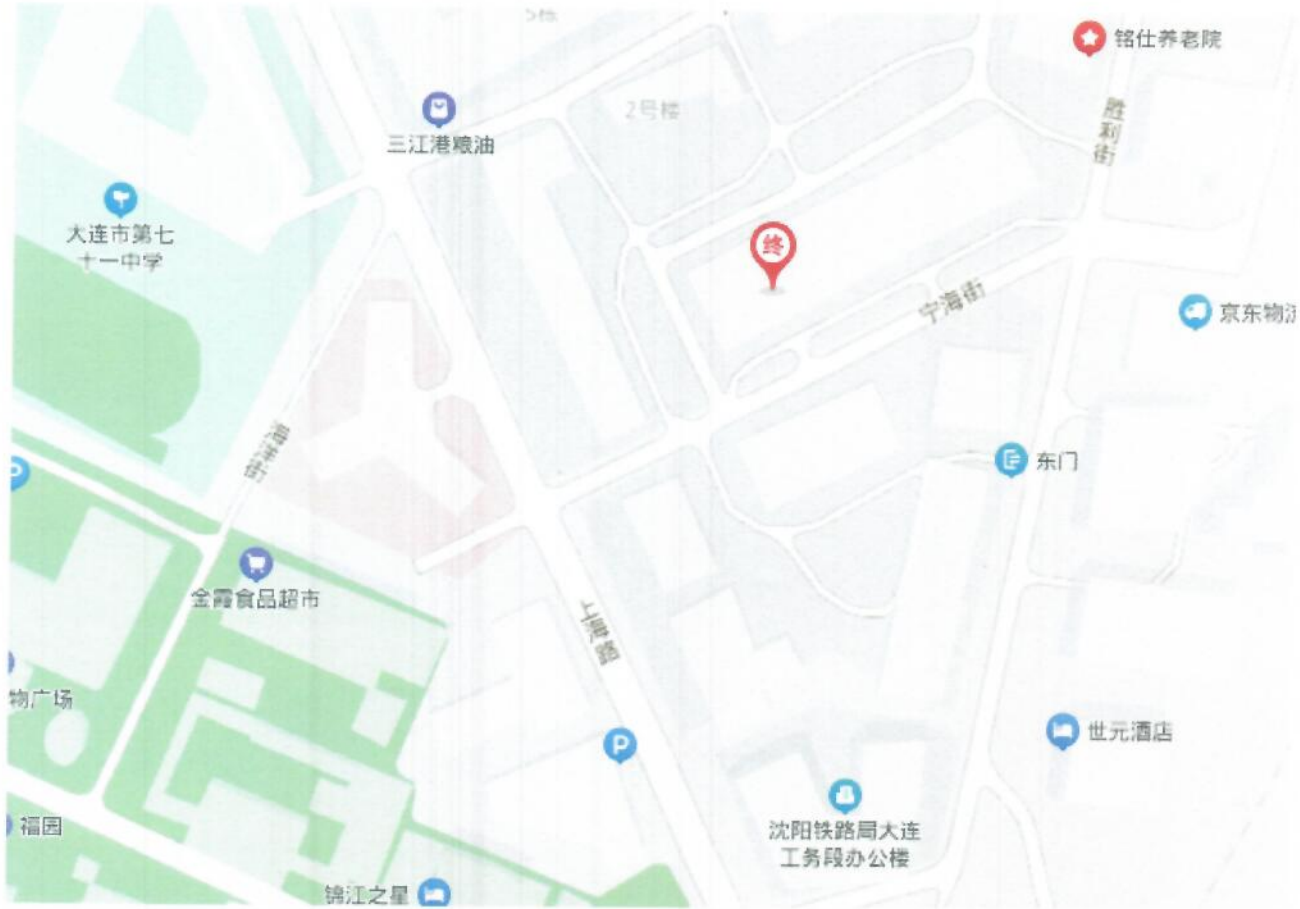 5栋
铭仕养老院
三江港粮油
2号楼
胜利街
大连市第七
十一中学
终
宁海街
京东物流
东门
P
金霞食品超市
上海路
物广场
P
世元酒店
福园
沈阳铁路局大连
工务段办公楼
锦江之星